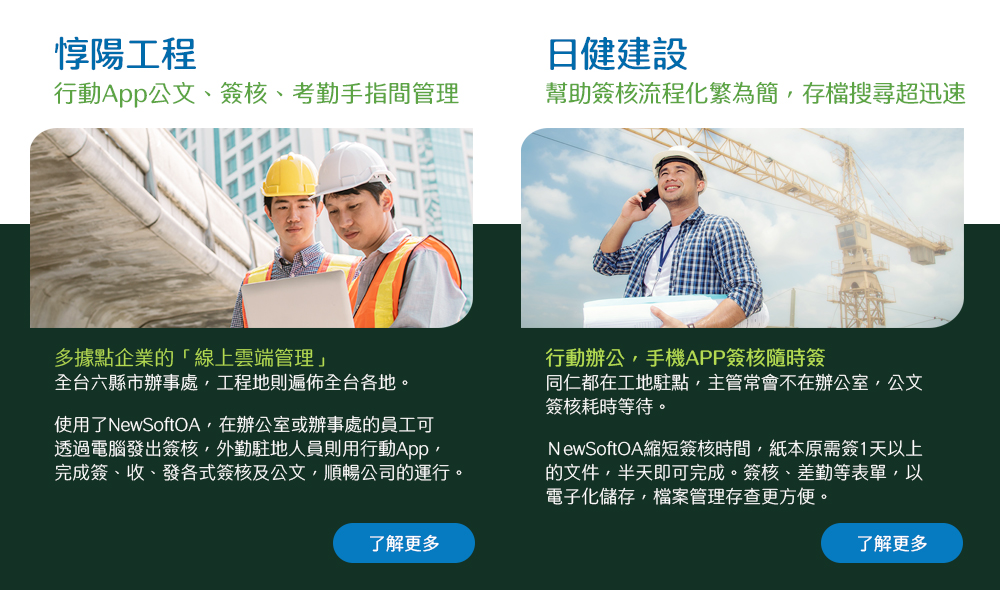 惇陽工程
行動App公文、簽核、考勤手指間管理
多據點企業的「線上雲端管理」
全台六縣市辦事處，工程地則遍佈全台各地。
使用了NewSoftOA，在辦公室或辦事處的員工可
透過電腦發出簽核，外勤駐地人員則用行動App，
完成簽、收、發各式簽核及公文，順暢公司的運行。
了解更多
日健建設
幫助簽核流程化繁為簡，存檔搜尋超迅速
行動辦公，手機APP簽核隨時簽
同仁都在工地駐點，主管常會不在辦公室，公文
簽核耗時等待。
NewSoftOA縮短簽核時間，紙本原需簽1天以上
的文件，半天即可完成。簽核、差勤等表單，以
電子化儲存，檔案管理存查更方便。
了解更多